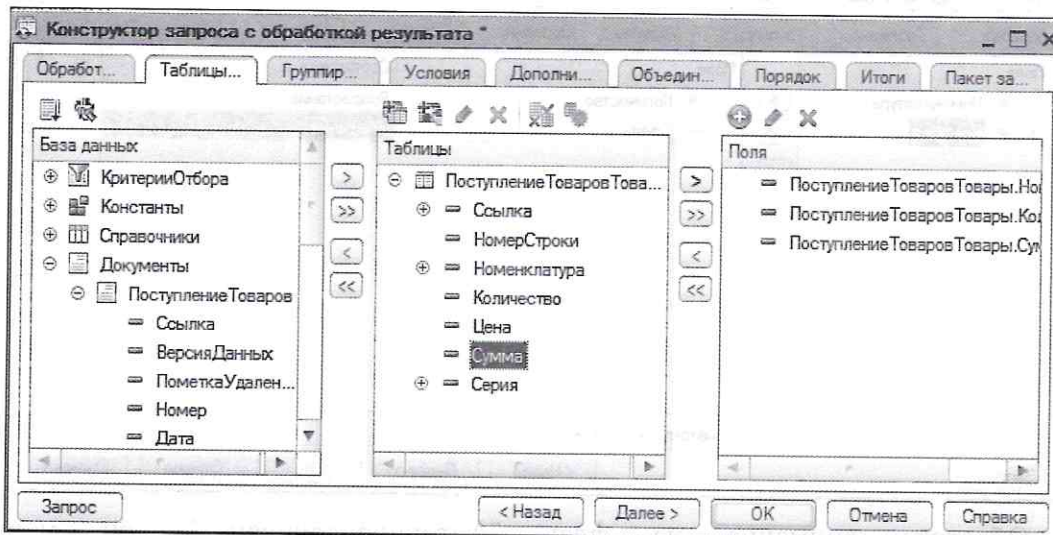 Конструктор запроса с обработкой результата *
Обработ... Таблицы... Группир... Условия Дополни... Объедин... Порядок Итоги Пакет за...
База данных
КритерииОтбора
Константы
Справочники
Документы
ПоступлениеТоваров
Ссылка
ВерсияДанных
ПометкаУдален...
Номер
Дата
Таблицы
ПоступлениеТоваровТова...
Ссылка
НомерСтроки
Номенклатура
Количество
Цена
Сумма
Серия
Поля
ПоступлениеТоваровТовары.Но
ПоступлениеТоваровТовары.Ко
ПоступлениеТоваровТовары.Су
Запрос < Назад Далее > OK Отмена Справка